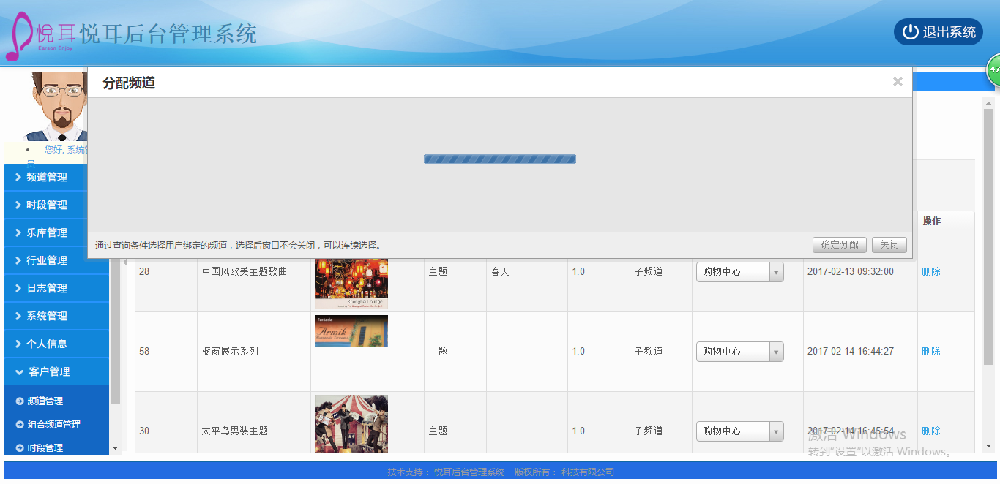 悦耳 悦耳后台管理系统
Eareen Enjoy
退出系统
47
分配频道
×
您好, 系统管
员
频道管理
时段管理
乐库管理
行业管理
日志管理
系统管理
个人信息
客户管理
频道管理
组合频道管理
时段管理
通过查询条件选择用户绑定的频道，选择后窗口不会关闭，可以连续选择。
确定分配 关闭
操作
28 中国风欧美主题歌曲 主题 春天 1.0 子频道 购物中心 2017-02-13 09:32:00 删除
Shanghai Lounge
Fantasia
Armik
58 橱窗展示系列 主题 1.0 子频道 购物中心 2017-02-14 16:44:27 删除
30 太平鸟男装主题 主题 1.0 子频道 购物中心 2017-02-14 16:45:54 删除
激活 Windows
转到“设置”以激活 Windows。
技术支持： 悦耳后台管理系统 版权所有： 科技有限公司